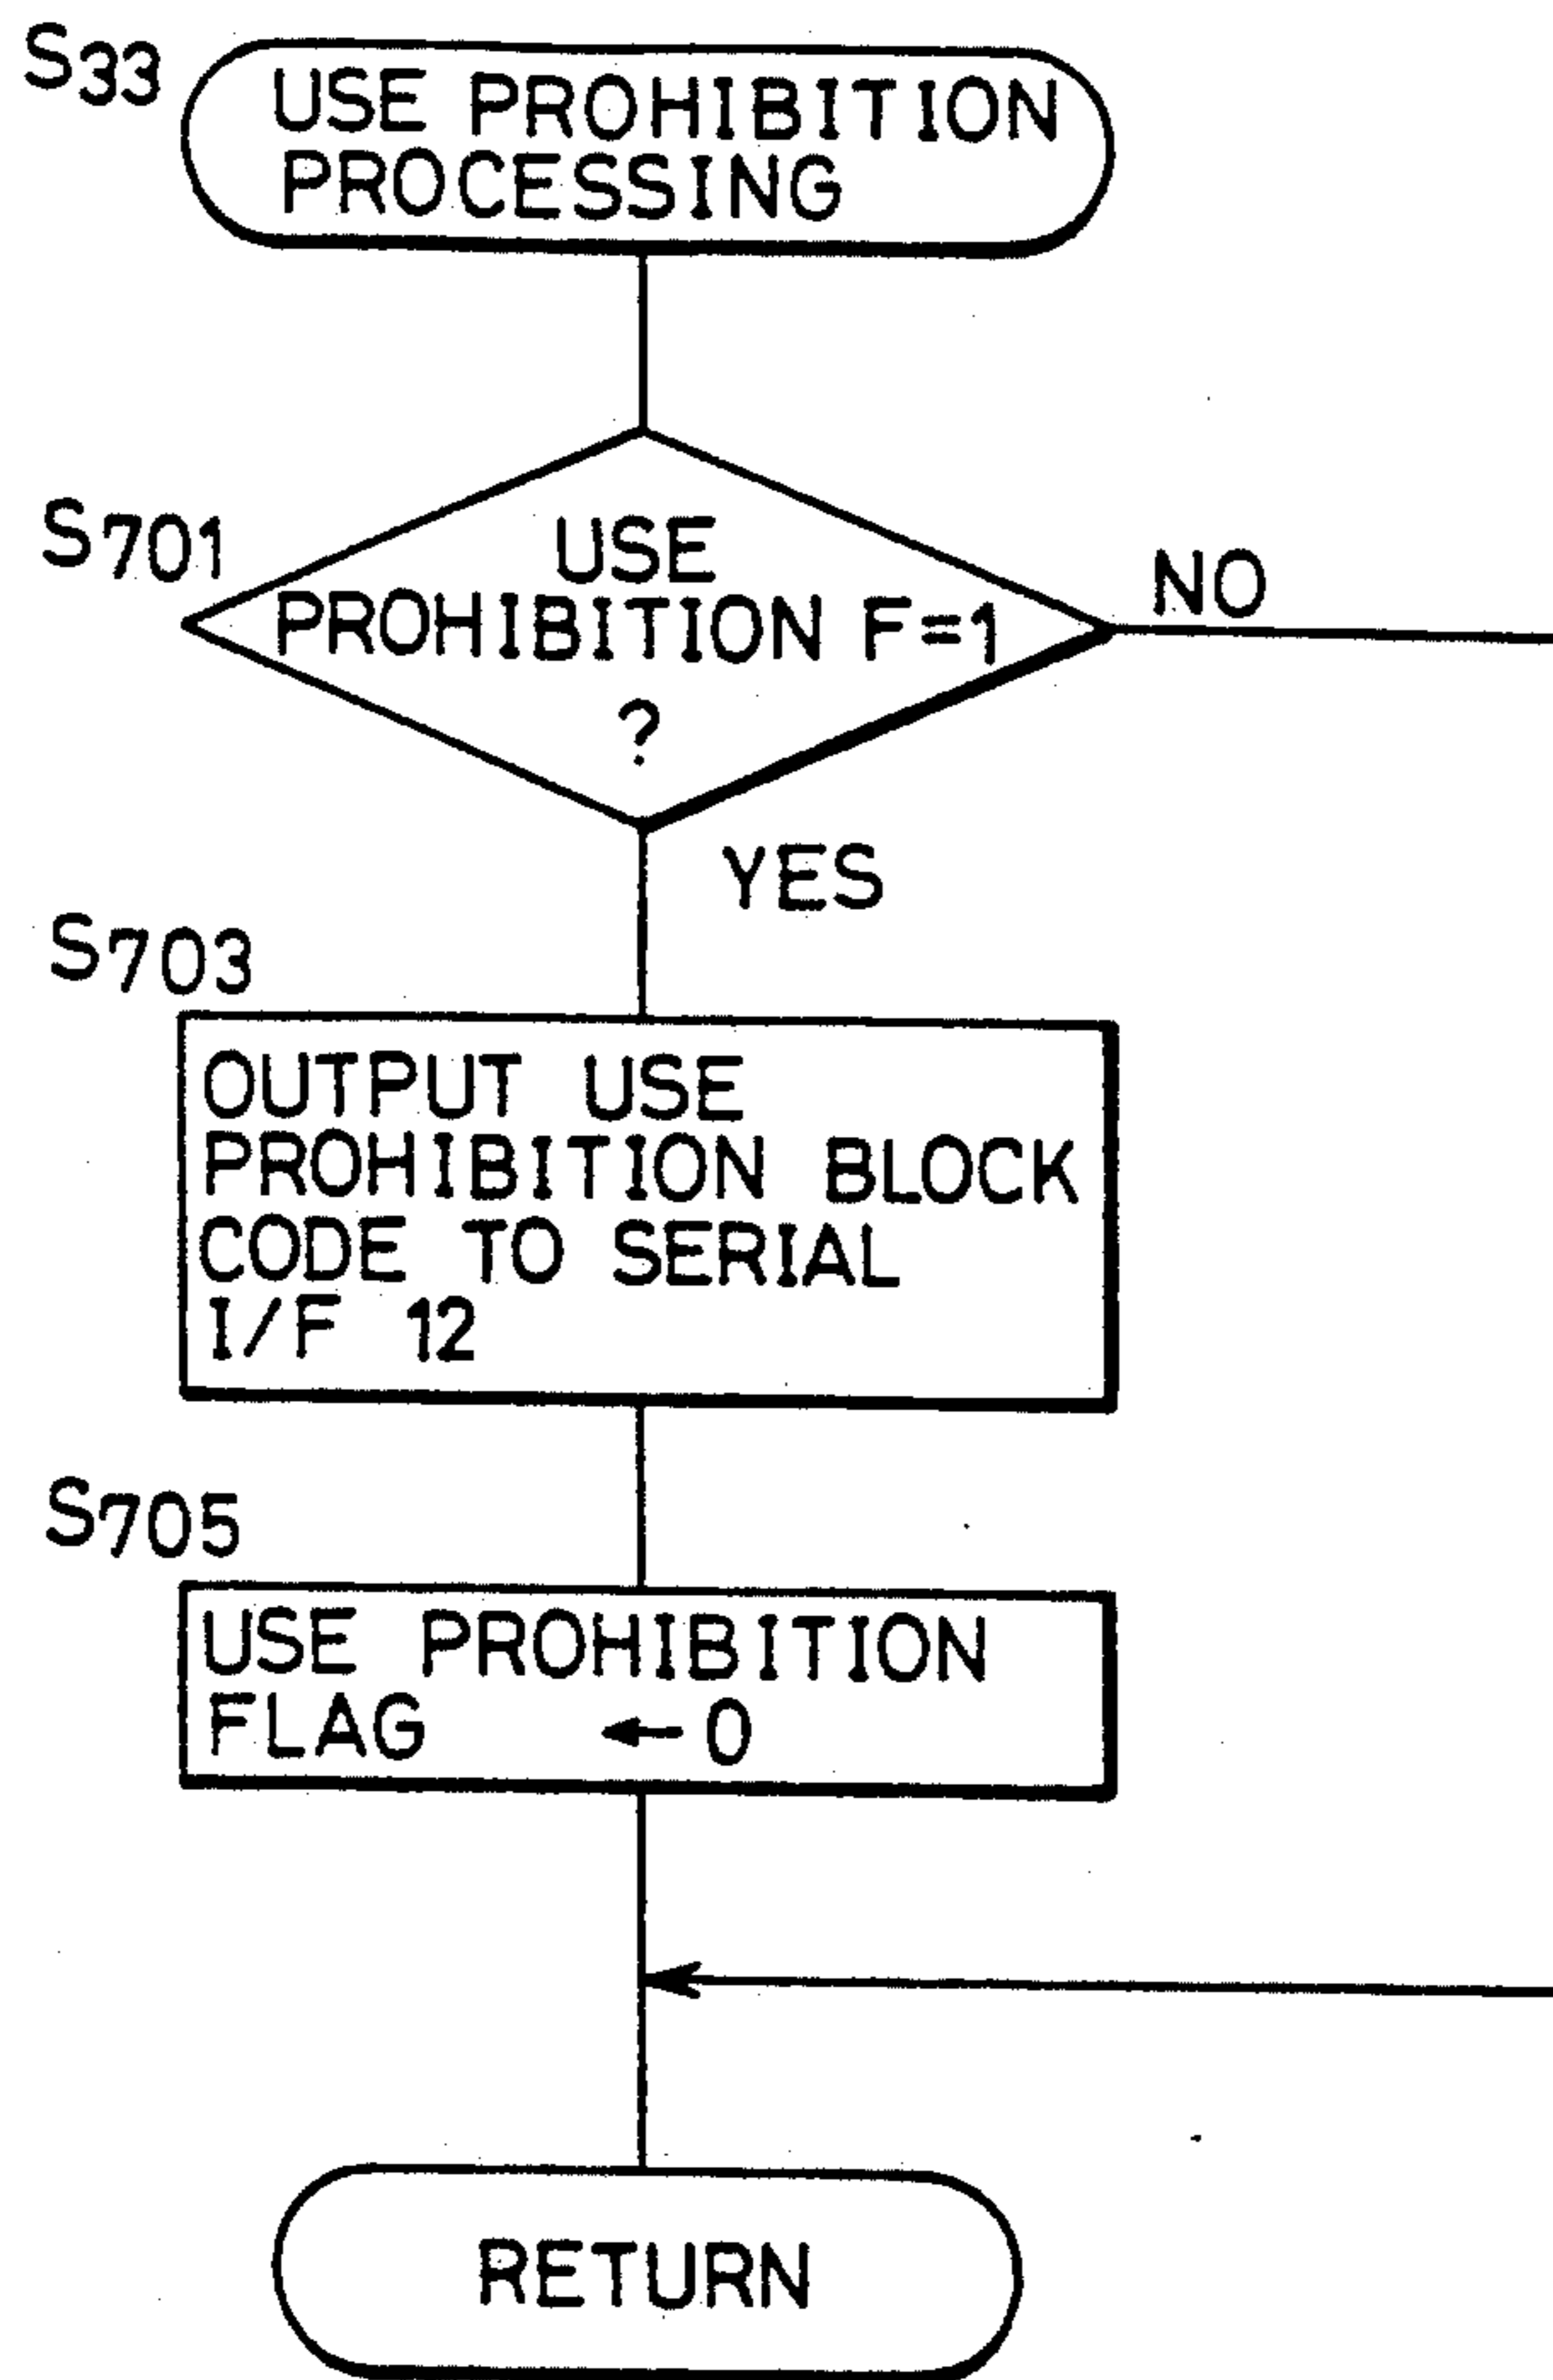 S33
USE PROHIBITION
PROCESSING
S701
USE
PROHIBITION F=1
?
NO
YES
S703
OUTPUT USE
PROHIBITION BLOCK
CODE TO SERIAL
I/F 12
S705
USE PROHIBITION
FLAG ←0
RETURN